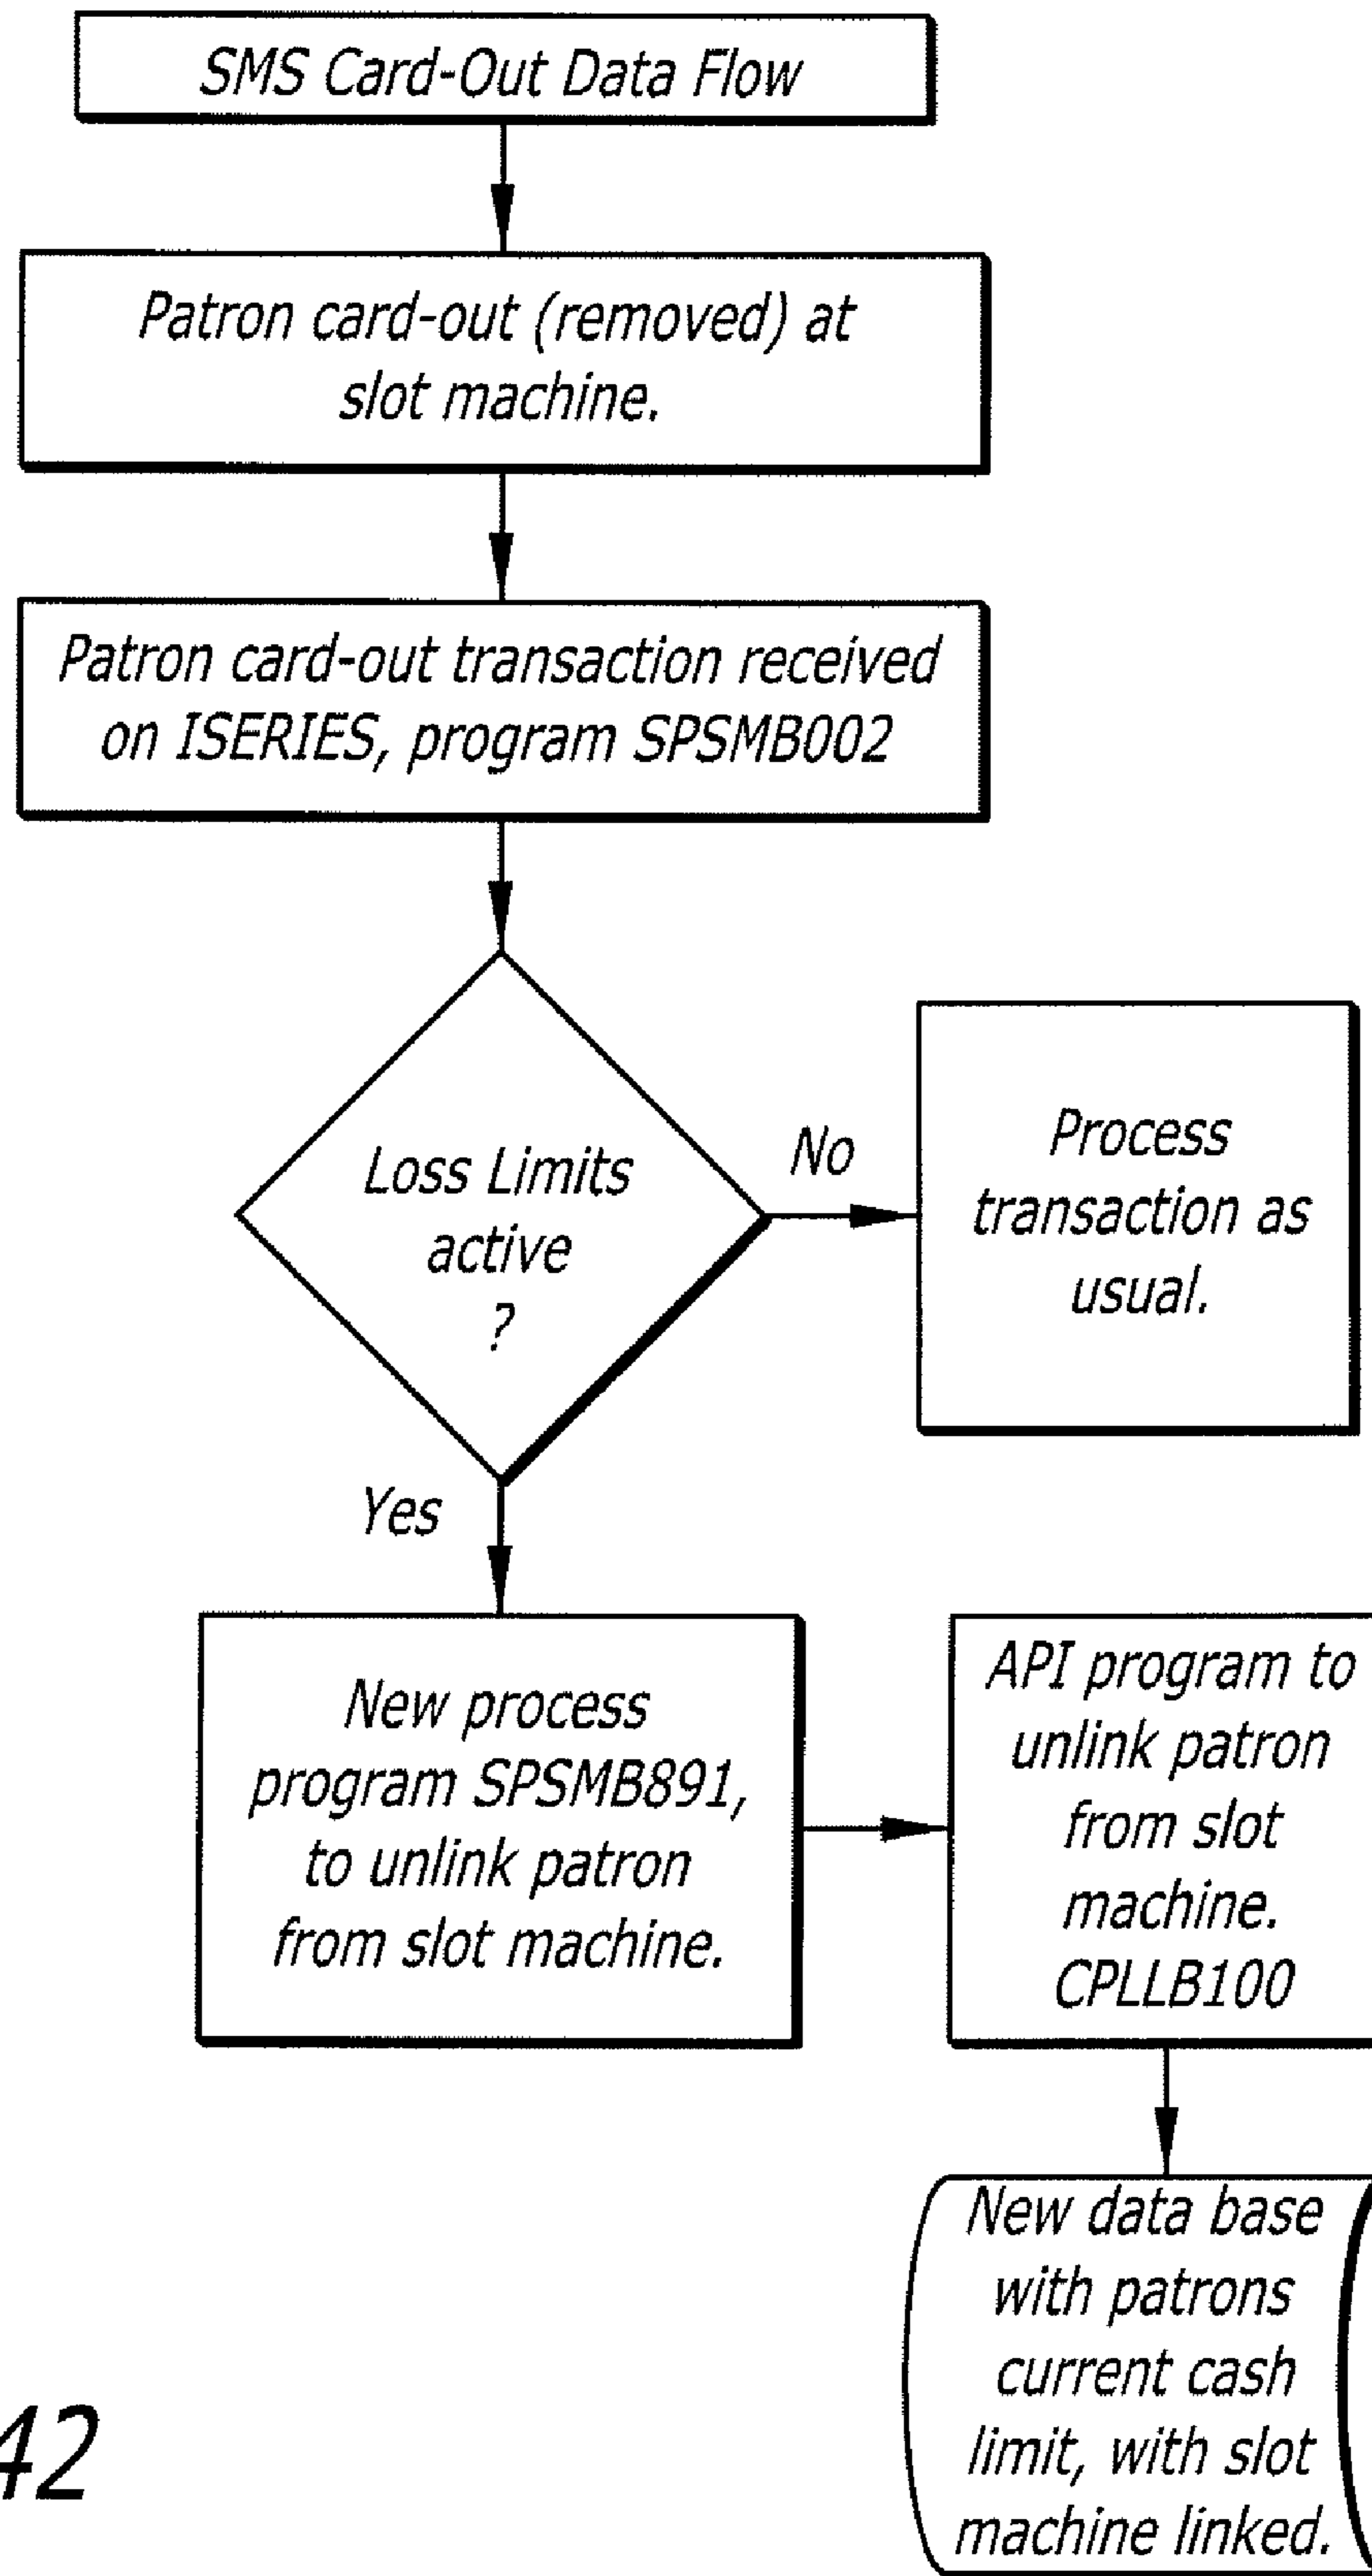 SMS Card-Out Data Flow
Patron card-out (removed) at
slot machine.
Patron card-out transaction received
on ISERIES, program SPSMB002
Loss Limits
active
?
No
Process
transaction as
usual.
Yes
New process
program SPSMB891,
to unlink patron
from slot machine.
API program to
unlink patron
from slot
machine.
CPLLB100
New data base
with patrons
current cash
limit, with slot
machine linked.
42